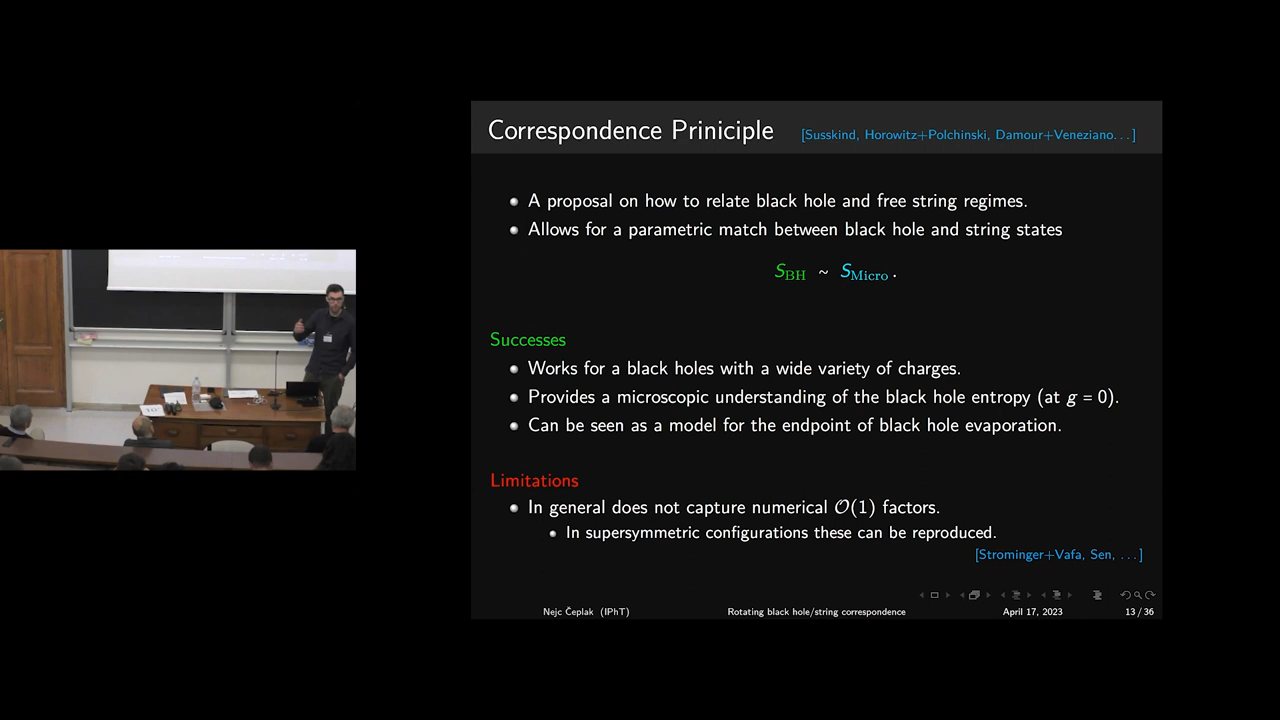 Correspondence Priniciple [Susskind, Horowitz+Polchinski, Damour+Veneziano...]
A proposal on how to relate black hole and free string regimes.
Allows for a parametric match between black hole and string states
S_BH ~ S_Micro .
Successes
Works for a black holes with a wide variety of charges.
Provides a microscopic understanding of the black hole entropy (at g = 0).
Can be seen as a model for the endpoint of black hole evaporation.
Limitations
In general does not capture numerical O(1) factors.
In supersymmetric configurations these can be reproduced.
[Strominger+Vafa, Sen, ...]
Nejc Čeplak (IPhT) Rotating black hole/string correspondence April 17, 2023 13 / 36